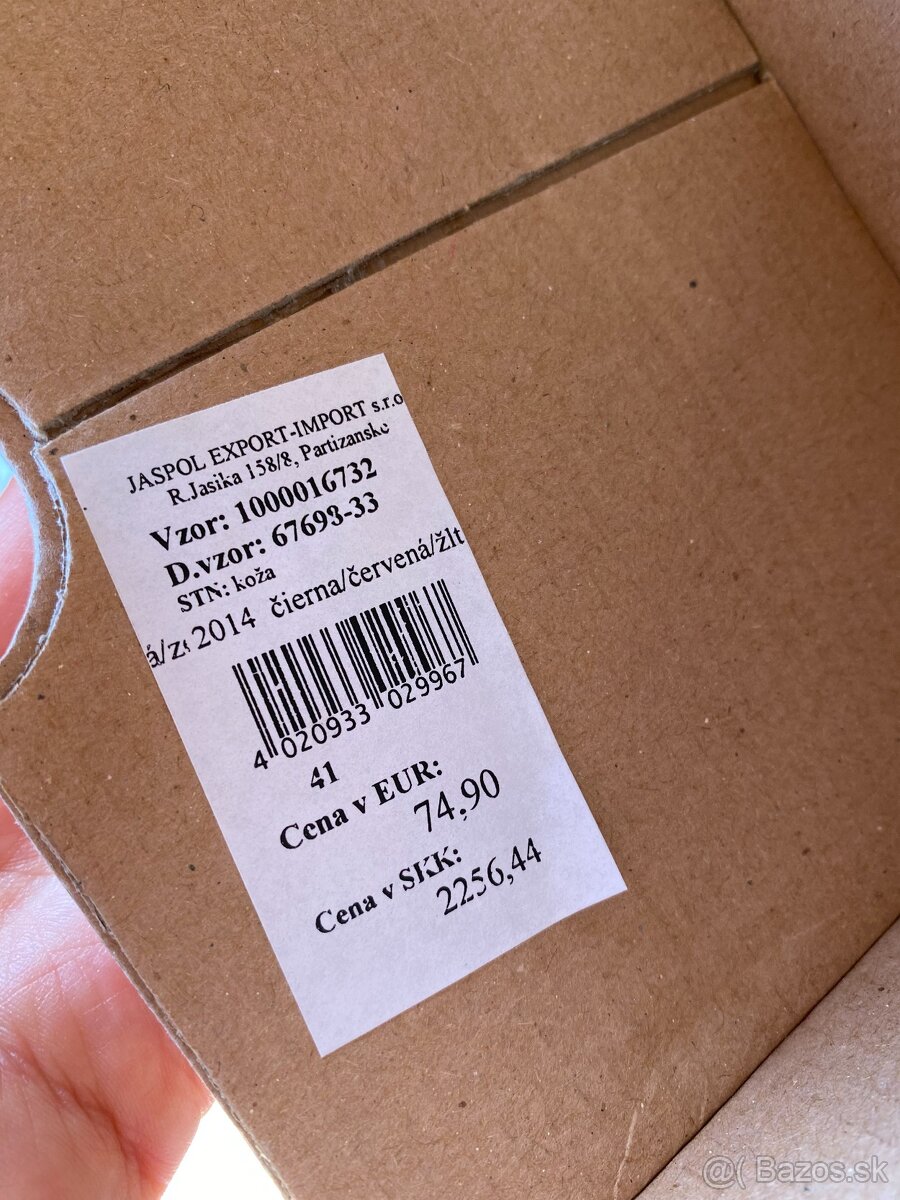 JASPOL EXPORT-IMPORT s.r.o
R.Jasika 158/8, Partizanske
Vzor: 1000016732
D.vzor: 67693-33
STN: koža
2014 čierna/červená/žlt
4 020933 029967
41
Cena v EUR:
74,90
Cena v SKK:
2256,44
@( Bazos.sk